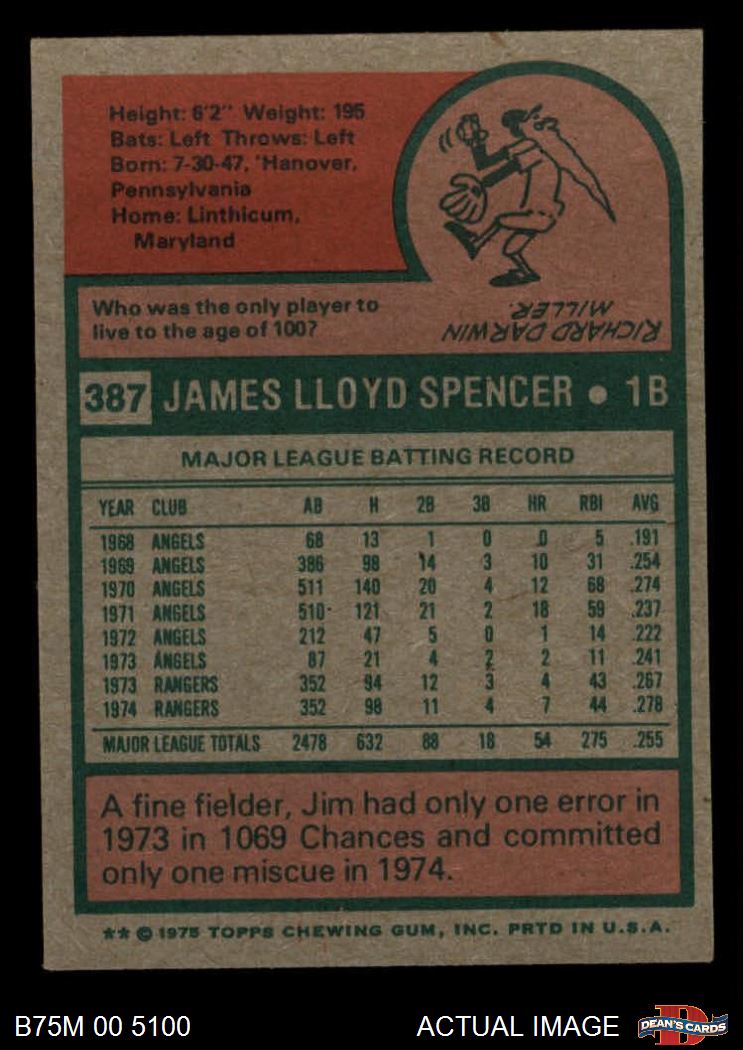 Height: 6'2" Weight: 195
Bats: Left Throws: Left
Born: 7-30-47, 'Hanover,
Pennsylvania
Home: Linthicum,
Maryland
Who was the only player to
live to the age of 100?
RICHARD DARWIN
MILLER.
387 JAMES LLOYD SPENCER • 1B
MAJOR LEAGUE BATTING RECORD
YEAR CLUB AB H 2B 3B HR RBI AVG
1968 ANGELS 68 13 1 0 0 5 .191
1969 ANGELS 386 98 14 3 10 31 .254
1970 ANGELS 511 140 20 4 12 68 .274
1971 ANGELS 510 121 21 2 18 59 .237
1972 ANGELS 212 47 5 0 1 14 .222
1973 ANGELS 87 21 4 2 2 11 .241
1973 RANGERS 352 94 12 3 4 43 .267
1974 RANGERS 352 98 11 4 7 44 .278
MAJOR LEAGUE TOTALS 2478 632 88 18 54 275 .255
A fine fielder, Jim had only one error in
1973 in 1069 Chances and committed
only one miscue in 1974.
** © 1975 TOPPS CHEWING GUM, INC. PRTD IN U.S.A.
B75M 00 5100 ACTUAL IMAGE
DEAN'S CARDS